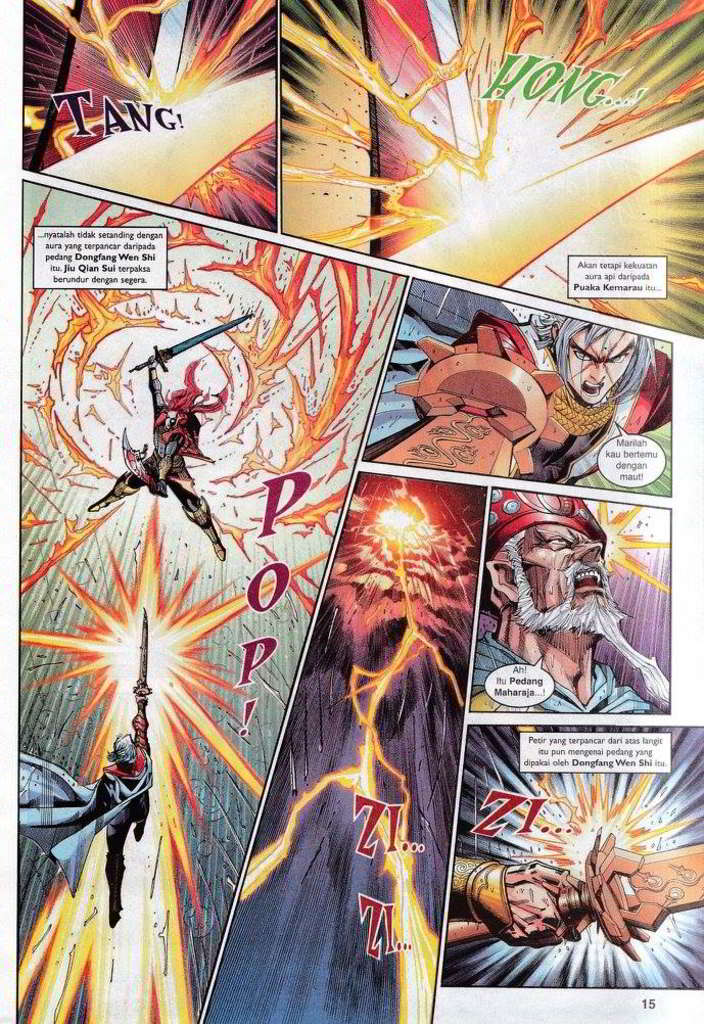 TANG!
HONG...!
Akan tetapi kekuatan
aura api daripada
Puaka Kemarau itu...
...nyatalah tidak setanding dengan
aura yang terpancar daripada
pedang Dongfang Wen Shi
itu. Jiu Qian Sui terpaksa
berundur dengan segera.
POP!
Marilah
kau bertemu
dengan
maut!
ZI...
ZI...
Ah!
Itu Pedang
Maharaja...!
Petir yang terpancar dari atas langit
itu pun mengenai pedang yang
dipakai oleh Dongfang Wen Shi itu.
ZI...
15